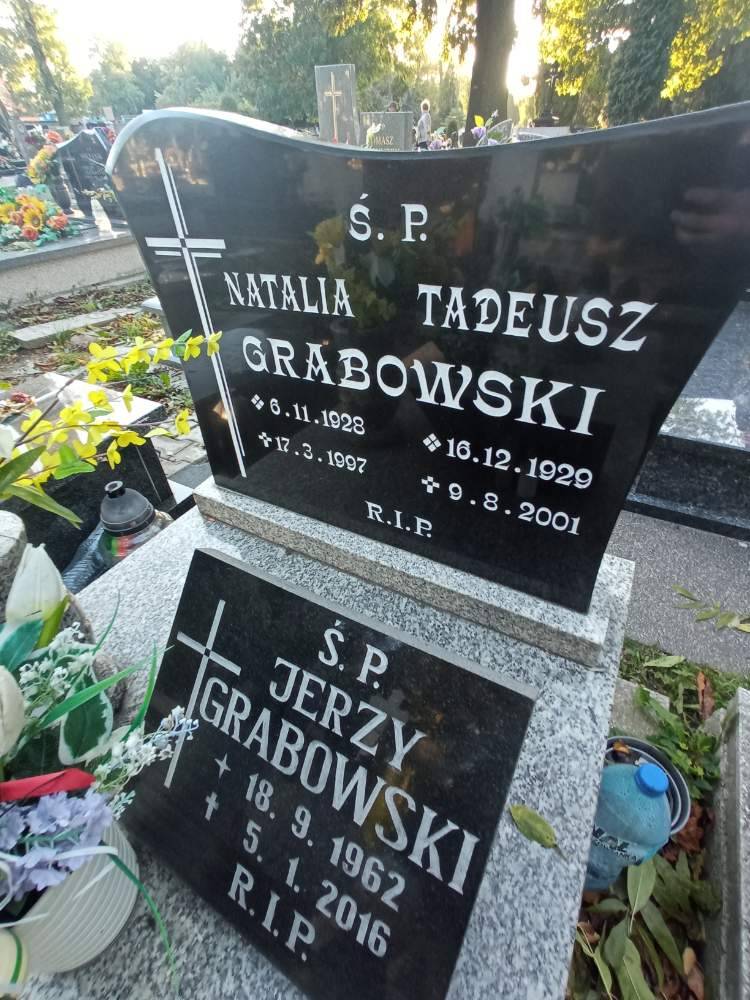 TOMASZ
Ś. P.
NATALIA TADEUSZ
GRABOWSKI
6.11.1928 16.12.1929
17.3.1997 9.8.2001
R.I.P.
Ś. P.
JERZY
GRABOWSKI
18. 9. 1962
5. 1. 2016
R.I.P.